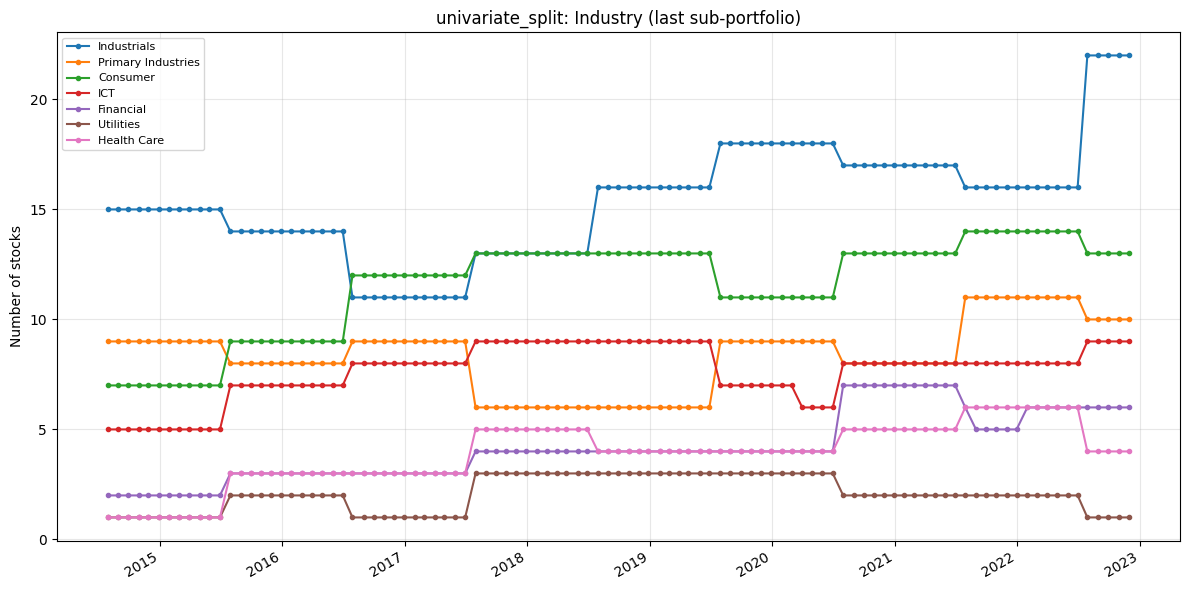 univariate_split: Industry (last sub-portfolio)
Number of stocks
20
15
10
5
0
Industrials
Primary Industries
Consumer
ICT
Financial
Utilities
Health Care
2015
2016
2017
2018
2019
2020
2021
2022
2023